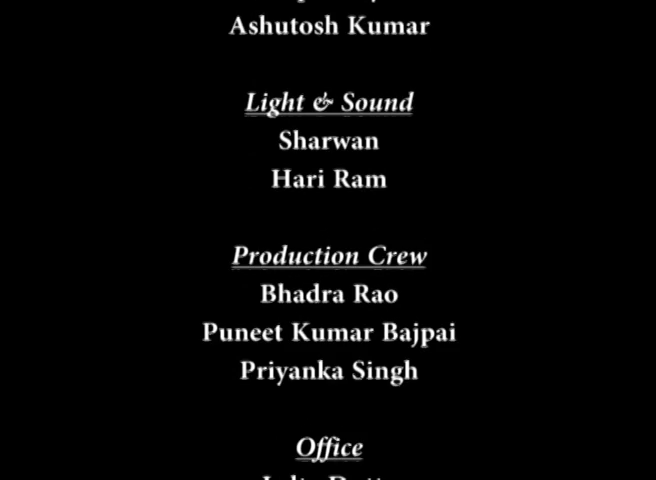 Ashutosh Kumar
Light & Sound
Sharwan
Hari Ram
Production Crew
Bhadra Rao
Puneet Kumar Bajpai
Priyanka Singh
Office